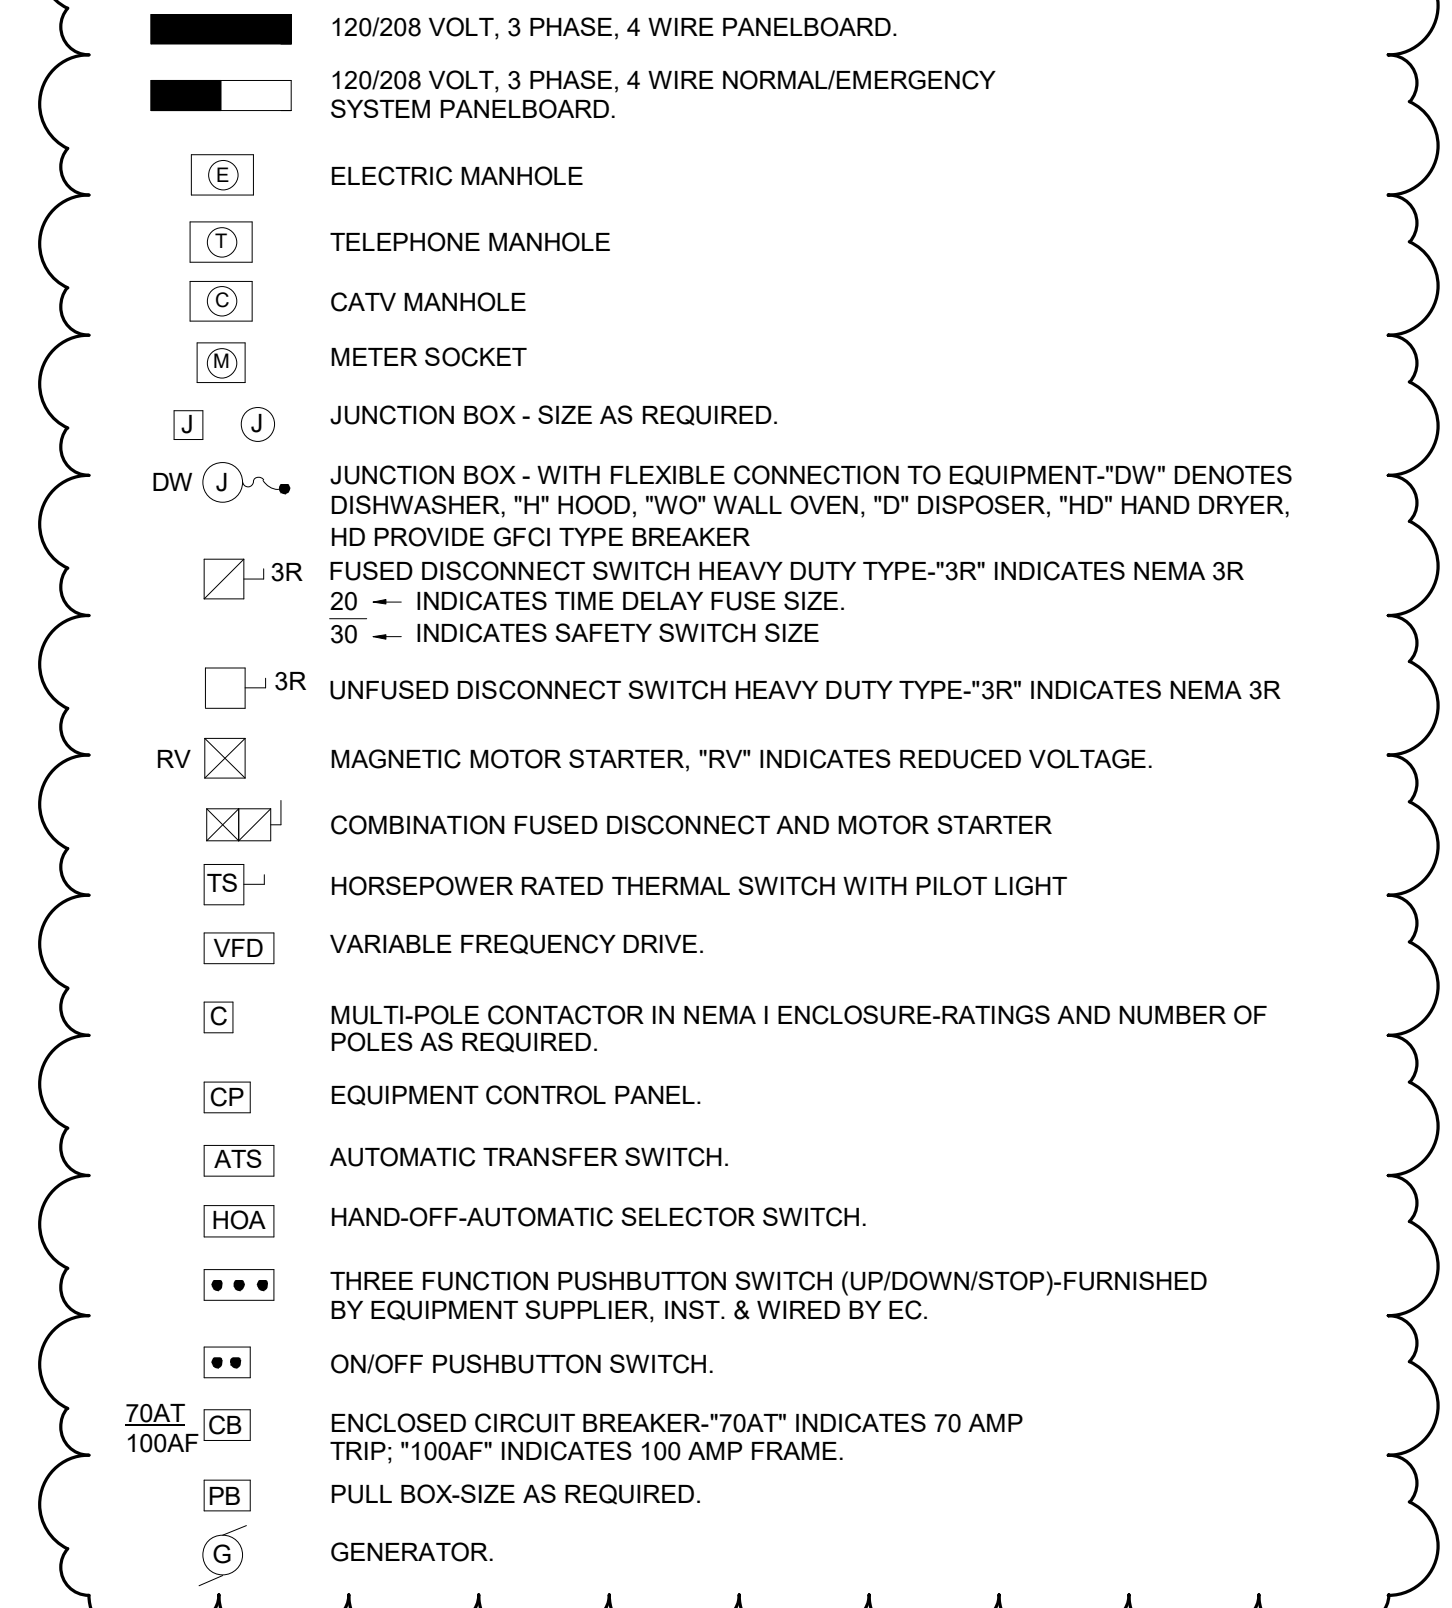 120/208 VOLT, 3 PHASE, 4 WIRE PANELBOARD.
120/208 VOLT, 3 PHASE, 4 WIRE NORMAL/EMERGENCY
SYSTEM PANELBOARD.
E ELECTRIC MANHOLE
T TELEPHONE MANHOLE
C CATV MANHOLE
M METER SOCKET
J J JUNCTION BOX - SIZE AS REQUIRED.
DW J JUNCTION BOX - WITH FLEXIBLE CONNECTION TO EQUIPMENT-"DW" DENOTES
DISHWASHER, "H" HOOD, "WO" WALL OVEN, "D" DISPOSER, "HD" HAND DRYER,
HD PROVIDE GFCI TYPE BREAKER
3R FUSED DISCONNECT SWITCH HEAVY DUTY TYPE-"3R" INDICATES NEMA 3R
20 ← INDICATES TIME DELAY FUSE SIZE.
30 ← INDICATES SAFETY SWITCH SIZE
3R UNFUSED DISCONNECT SWITCH HEAVY DUTY TYPE-"3R" INDICATES NEMA 3R
RV MAGNETIC MOTOR STARTER, "RV" INDICATES REDUCED VOLTAGE.
COMBINATION FUSED DISCONNECT AND MOTOR STARTER
TS HORSEPOWER RATED THERMAL SWITCH WITH PILOT LIGHT
VFD VARIABLE FREQUENCY DRIVE.
C MULTI-POLE CONTACTOR IN NEMA I ENCLOSURE-RATINGS AND NUMBER OF
POLES AS REQUIRED.
CP EQUIPMENT CONTROL PANEL.
ATS AUTOMATIC TRANSFER SWITCH.
HOA HAND-OFF-AUTOMATIC SELECTOR SWITCH.
THREE FUNCTION PUSHBUTTON SWITCH (UP/DOWN/STOP)-FURNISHED
BY EQUIPMENT SUPPLIER, INST. & WIRED BY EC.
ON/OFF PUSHBUTTON SWITCH.
70AT CB ENCLOSED CIRCUIT BREAKER-"70AT" INDICATES 70 AMP
100AF TRIP; "100AF" INDICATES 100 AMP FRAME.
PB PULL BOX-SIZE AS REQUIRED.
G GENERATOR.